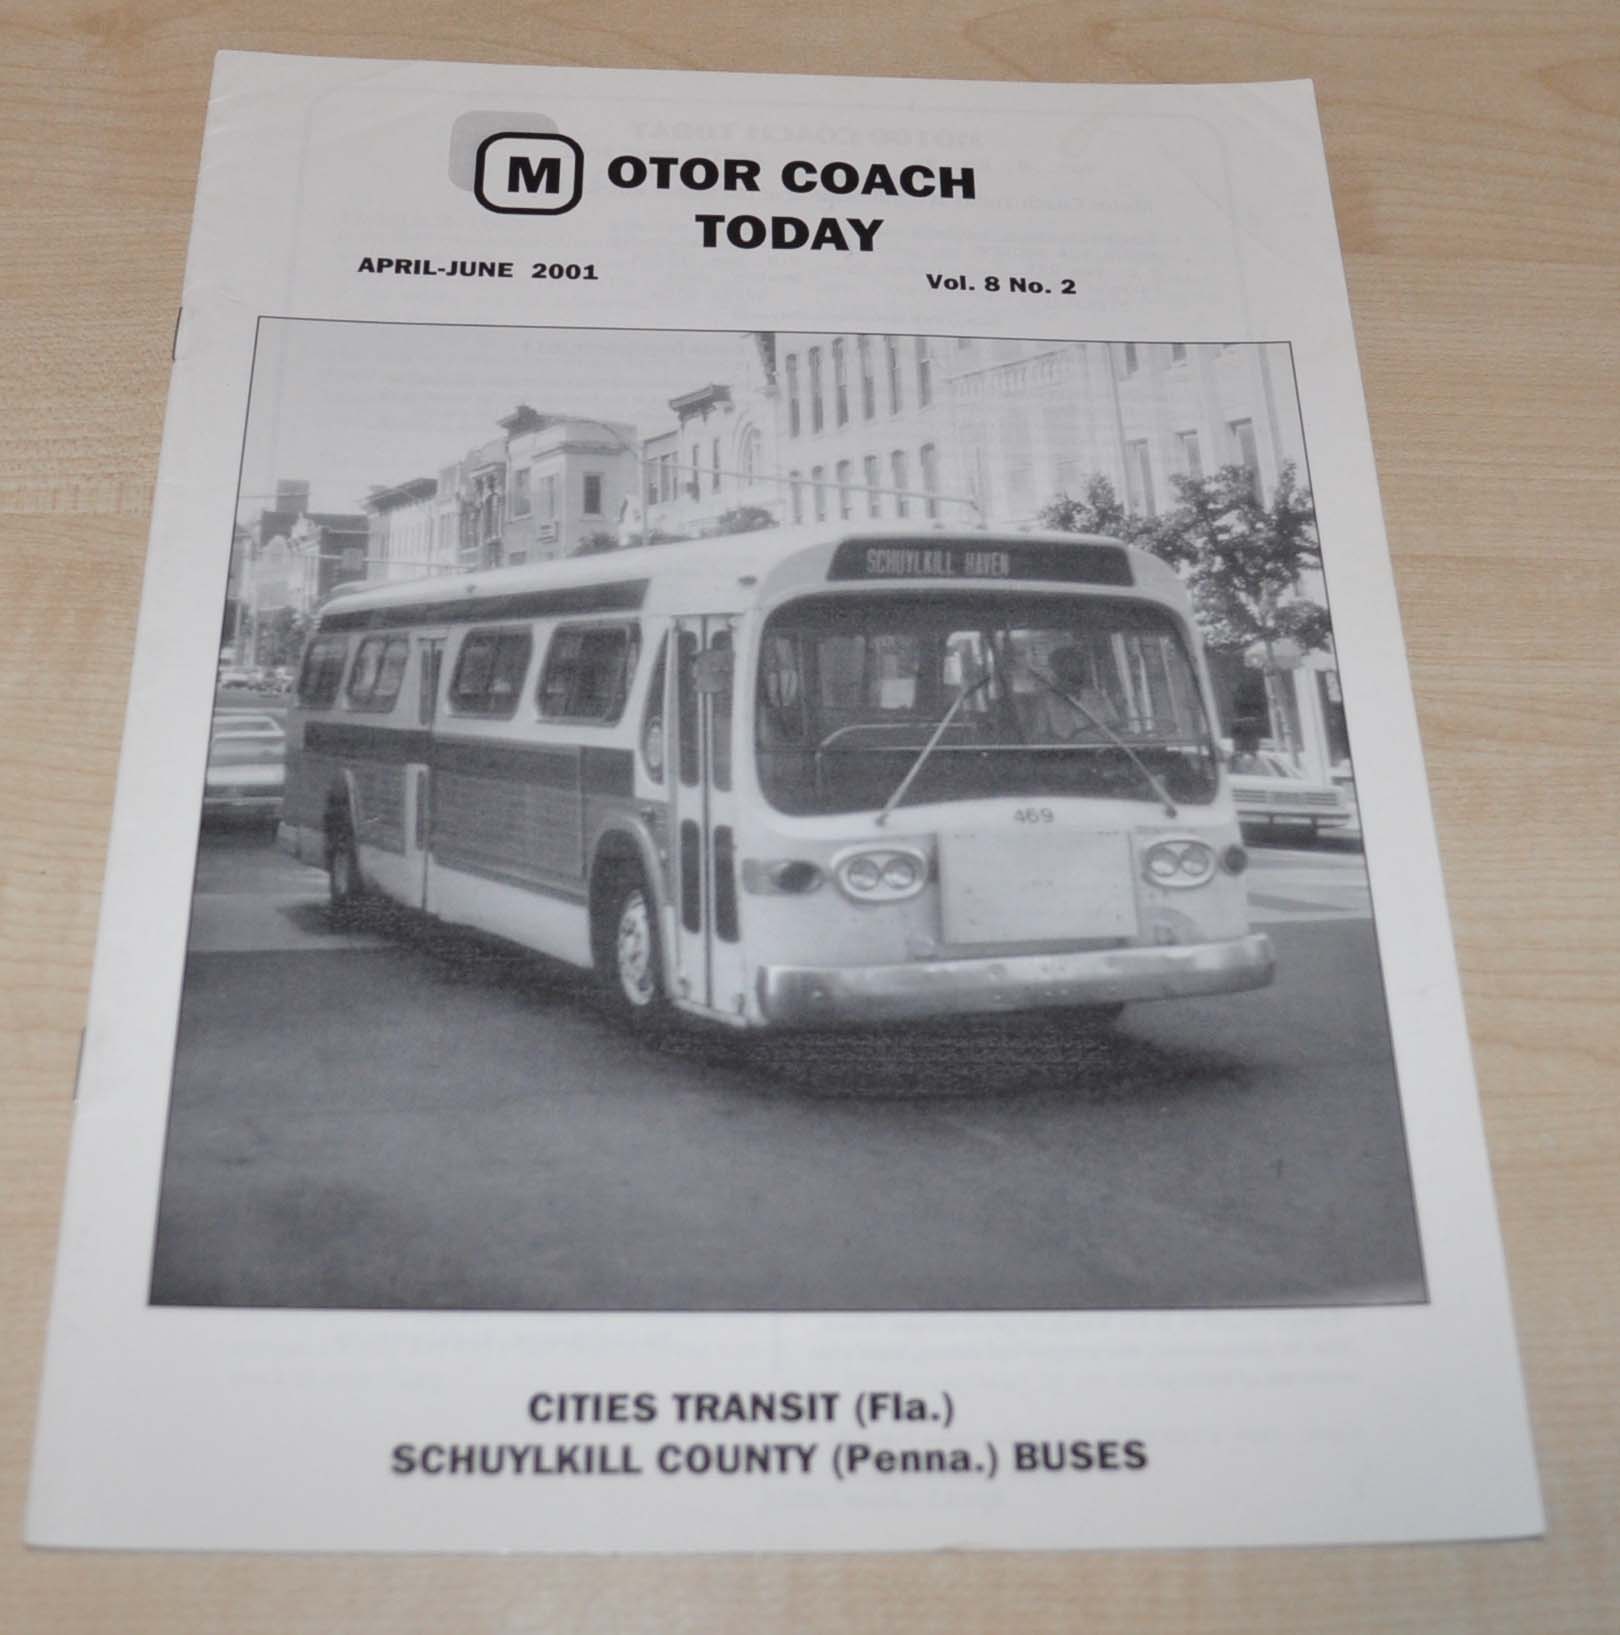 MOTOR COACH
TODAY
APRIL-JUNE 2001
Vol. 8 No. 2
SCHUYLKILL HAVEN
469
CITIES TRANSIT (Fla.)
SCHUYLKILL COUNTY (Penna.) BUSES